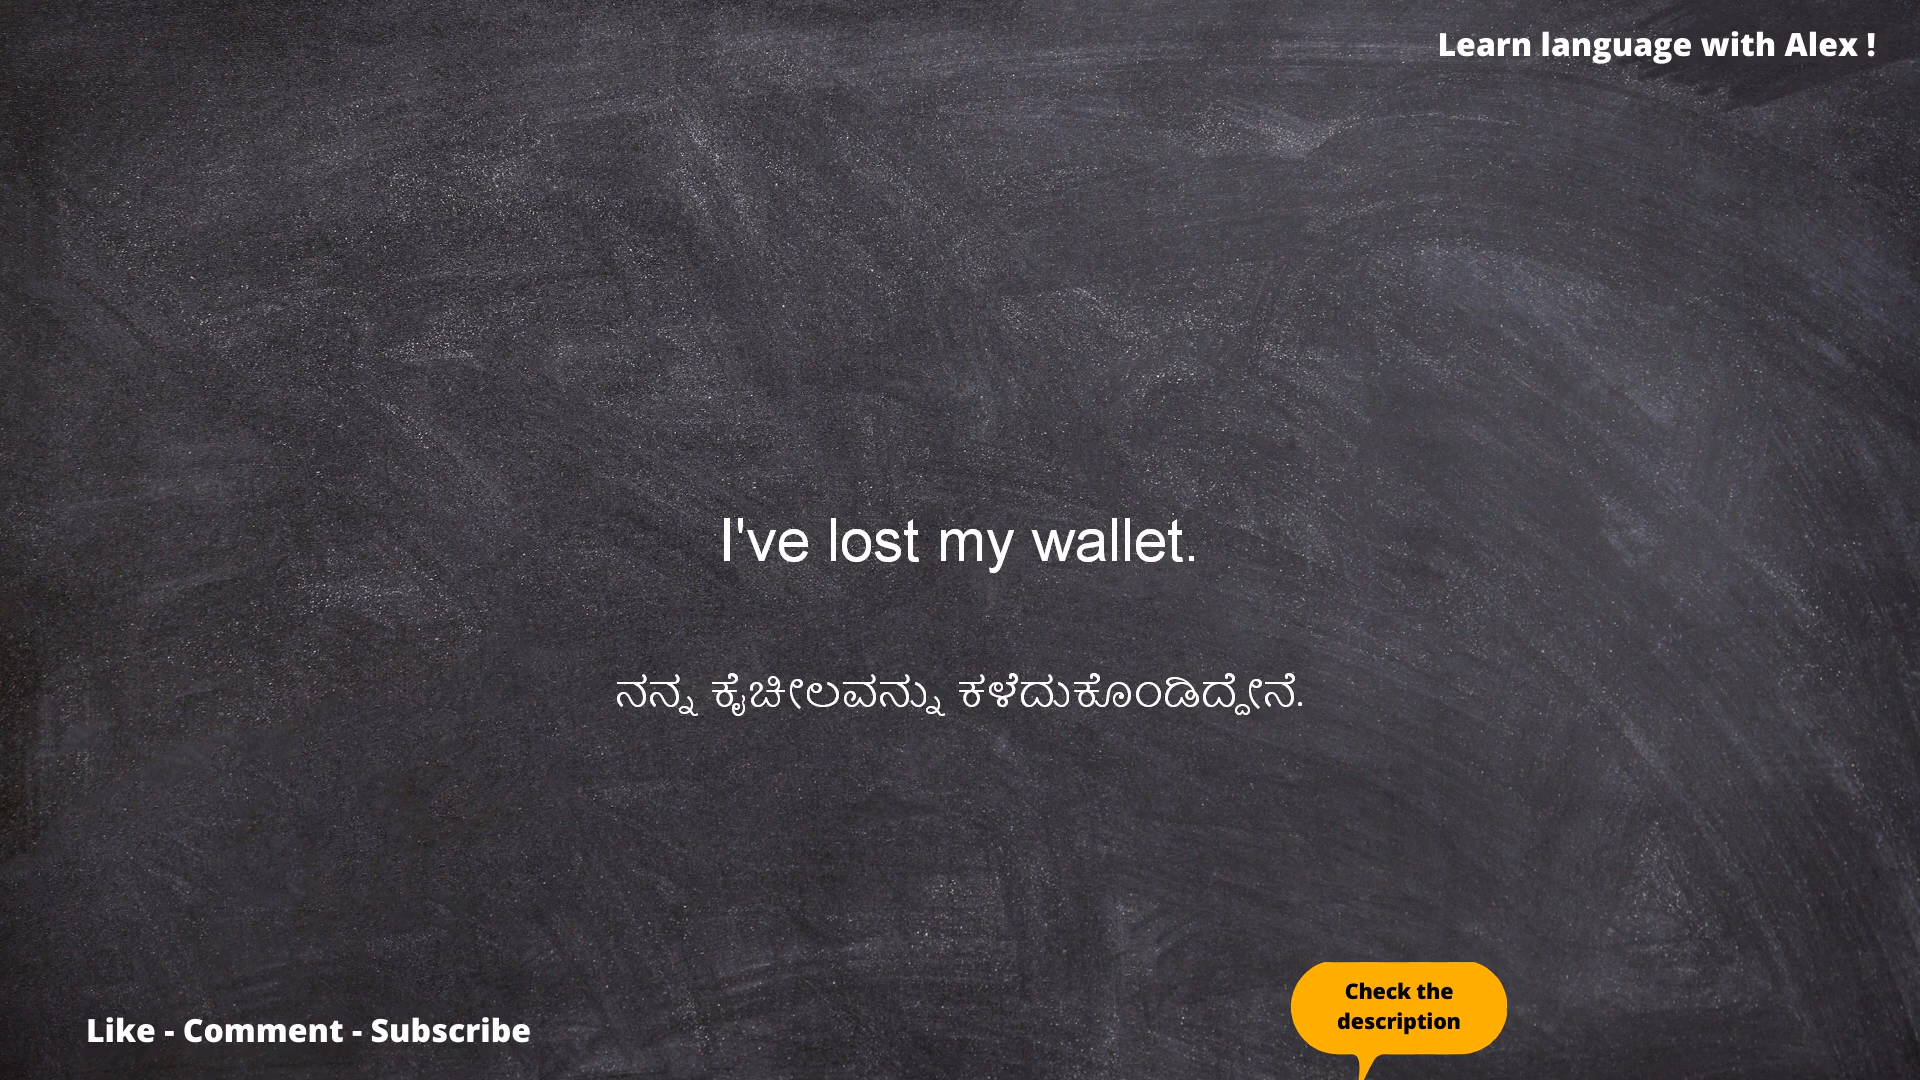 Learn language with Alex !
I've lost my wallet.
ನನ್ನ ಕೈಚೀಲವನ್ನು ಕಳೆದುಕೊಂಡಿದ್ದೇನೆ.
Check the
description
Like - Comment - Subscribe